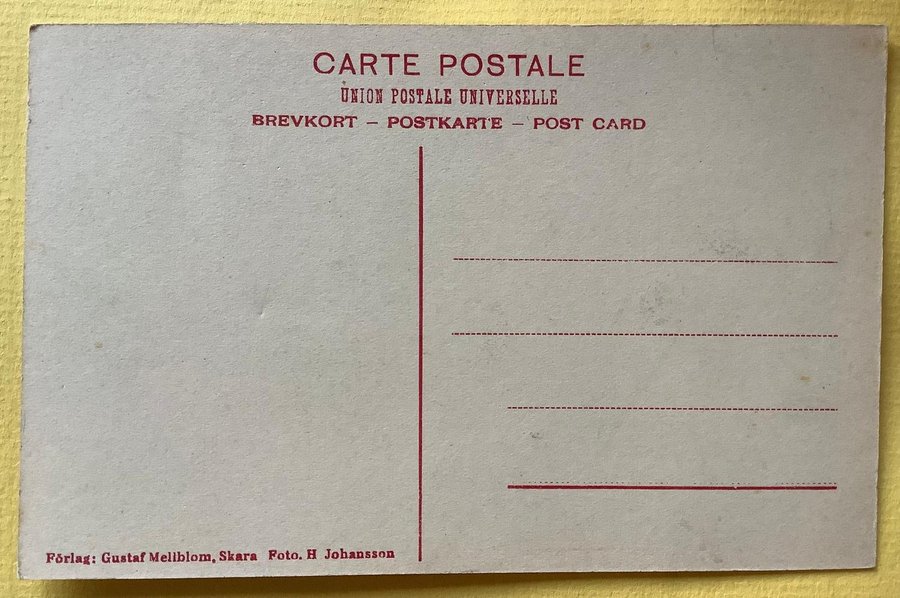 CARTE POSTALE
UNION POSTALE UNIVERSELLE
BREVKORT – POSTKARTE – POST CARD
Förlag: Gustaf Mellblom, Skara Foto. H Johansson